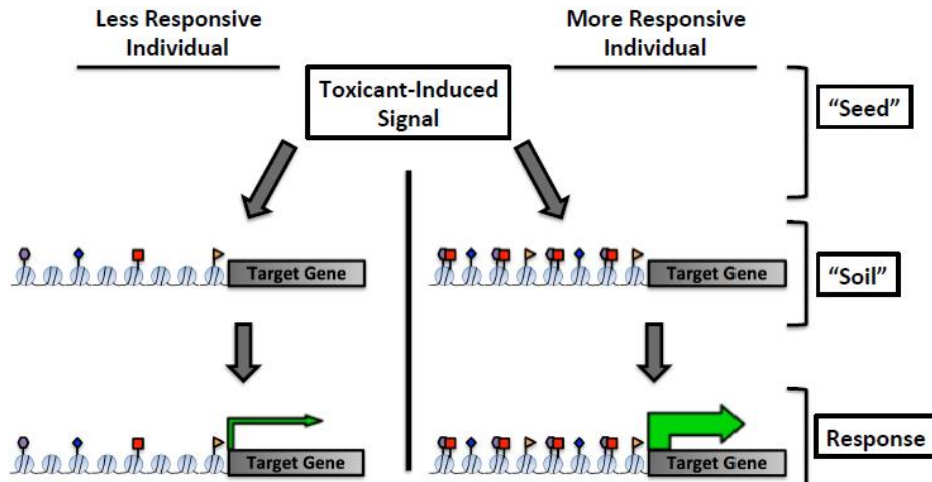 Less Responsive
Individual
More Responsive
Individual
Toxicant-Induced
Signal
“Seed”
Target Gene
Target Gene
“Soil”
Target Gene
Target Gene
Response